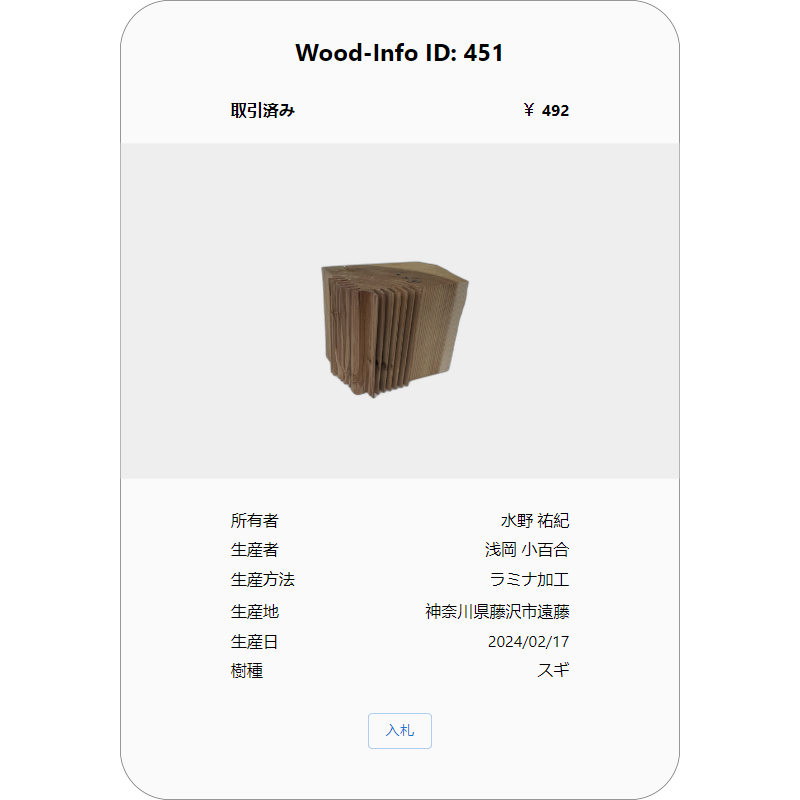 Wood-Info ID: 451
取引済み ￥ 492
所有者 水野 祐紀
生産者 浅岡 小百合
生産方法 ラミナ加工
生産地 神奈川県藤沢市遠藤
生産日 2024/02/17
樹種 スギ
入札